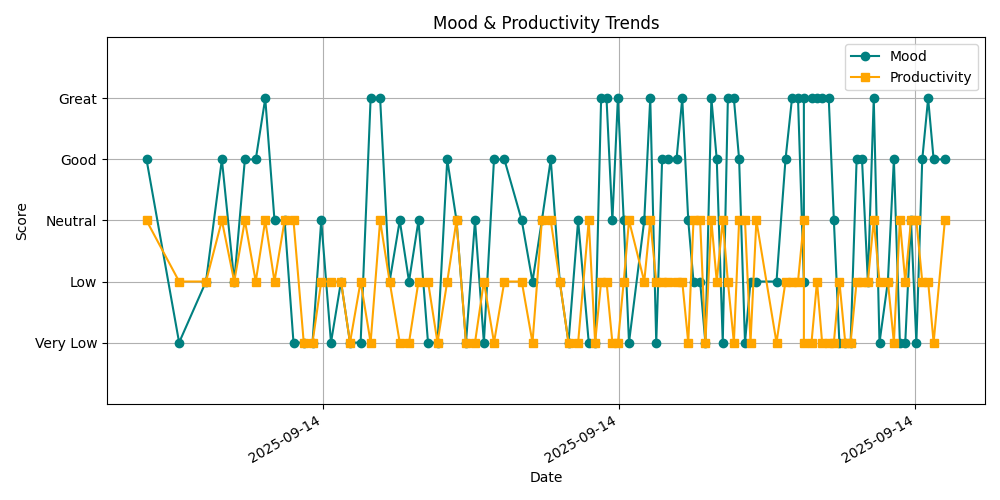 Mood & Productivity Trends
Mood
Productivity
Great
Good
Neutral
Low
Very Low
Score
2025-09-14
2025-09-14
2025-09-14
Date